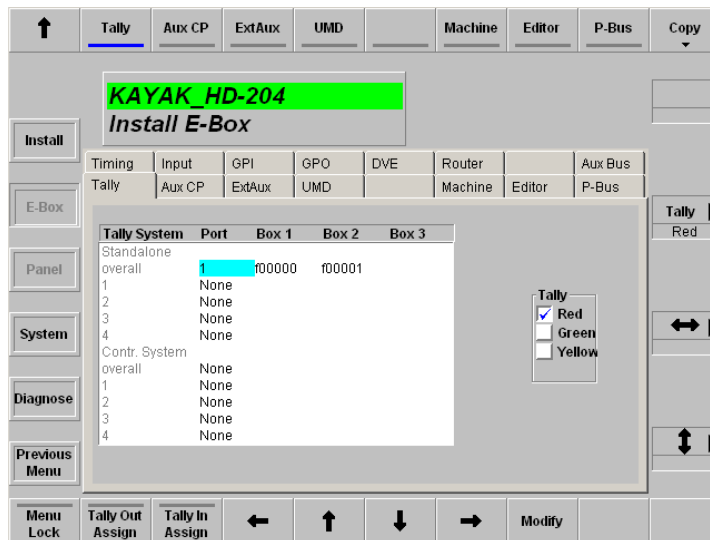 Tally Aux CP ExtAux UMD Machine Editor P-Bus Copy
KAYAK_HD-204
Install E-Box
Install
E-Box
Panel
System
Diagnose
Previous
Menu
Timing Input GPI GPO DVE Router Aux Bus
Tally Aux CP ExtAux UMD Machine Editor P-Bus
Tally System Port Box 1 Box 2 Box 3
Standalone
overall 1 f00000 f00001
1 None
2 None
3 None
4 None
Contr. System
overall None
1 None
2 None
3 None
4 None
Tally
Red
Green
Yellow
Tally
Red
Menu
Lock
Tally Out
Assign
Tally In
Assign
Modify